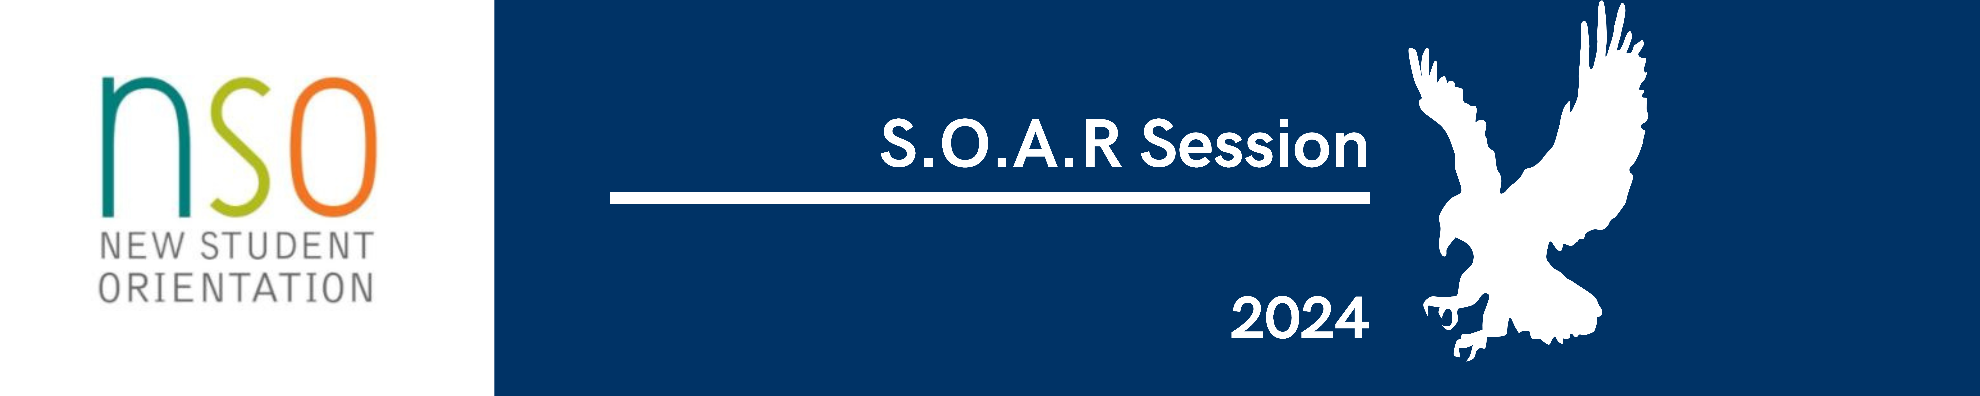 nso
NEW STUDENT
ORIENTATION
S.O.A.R Session
2024